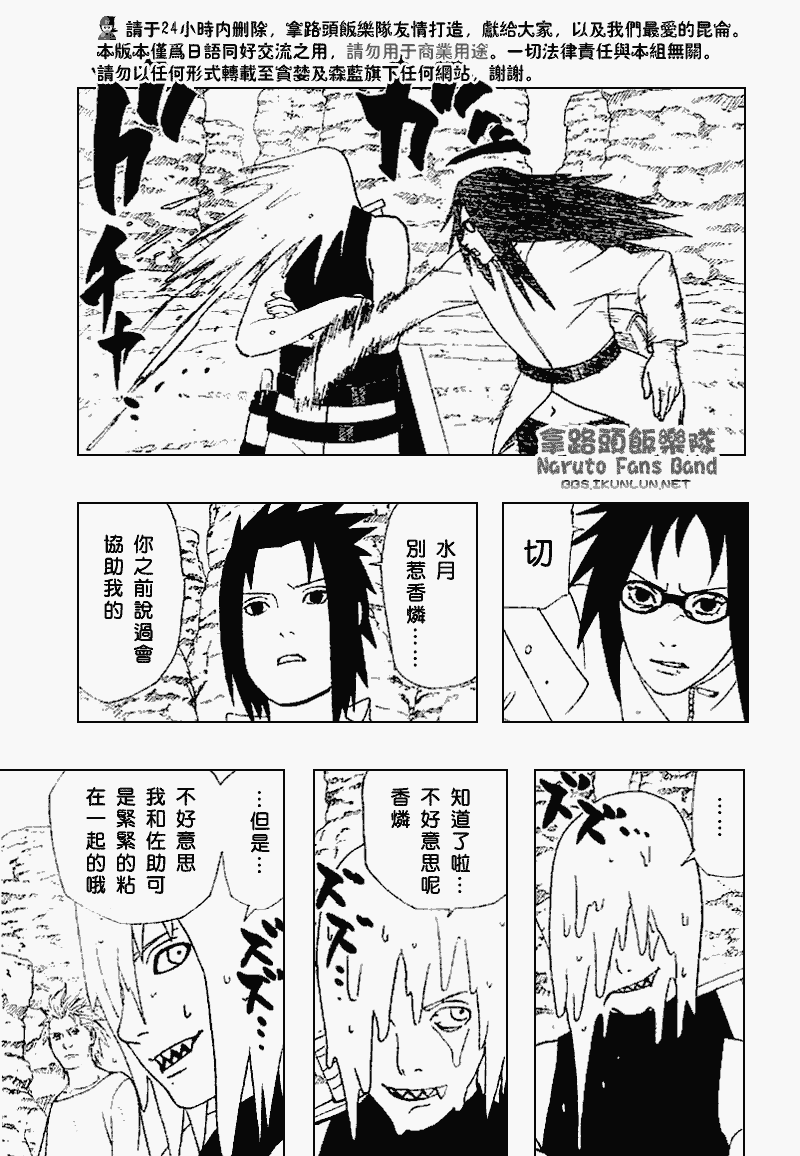 請于24小時内刪除，拿路頭飯樂隊友情打造，獻給大家，以及我們最愛的昆侖。
本版本僅爲日語同好交流之用，請勿用于商業用途。一切法律責任與本組無關。
請勿以任何形式轉載至貪婪及森藍旗下任何網站，謝謝。
ドガッ
ドチャ
拿路頭飯樂隊
Naruto Fans Band
BBS.IKUNLUN.NET
切
水月
別惹香燐……
你之前說過會
協助我的
……
ズズ…
知道了啦…
不好意思呢
香燐
ズズ…
…但是…
不好意思
我和佐助可
是緊緊的粘
在一起的哦
ズズ…